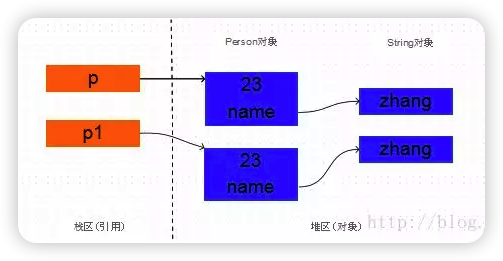 Person对象
String对象
p
23
name
zhang
p1
23
name
zhang
栈区(引用)
堆区(对象)
http://blog.